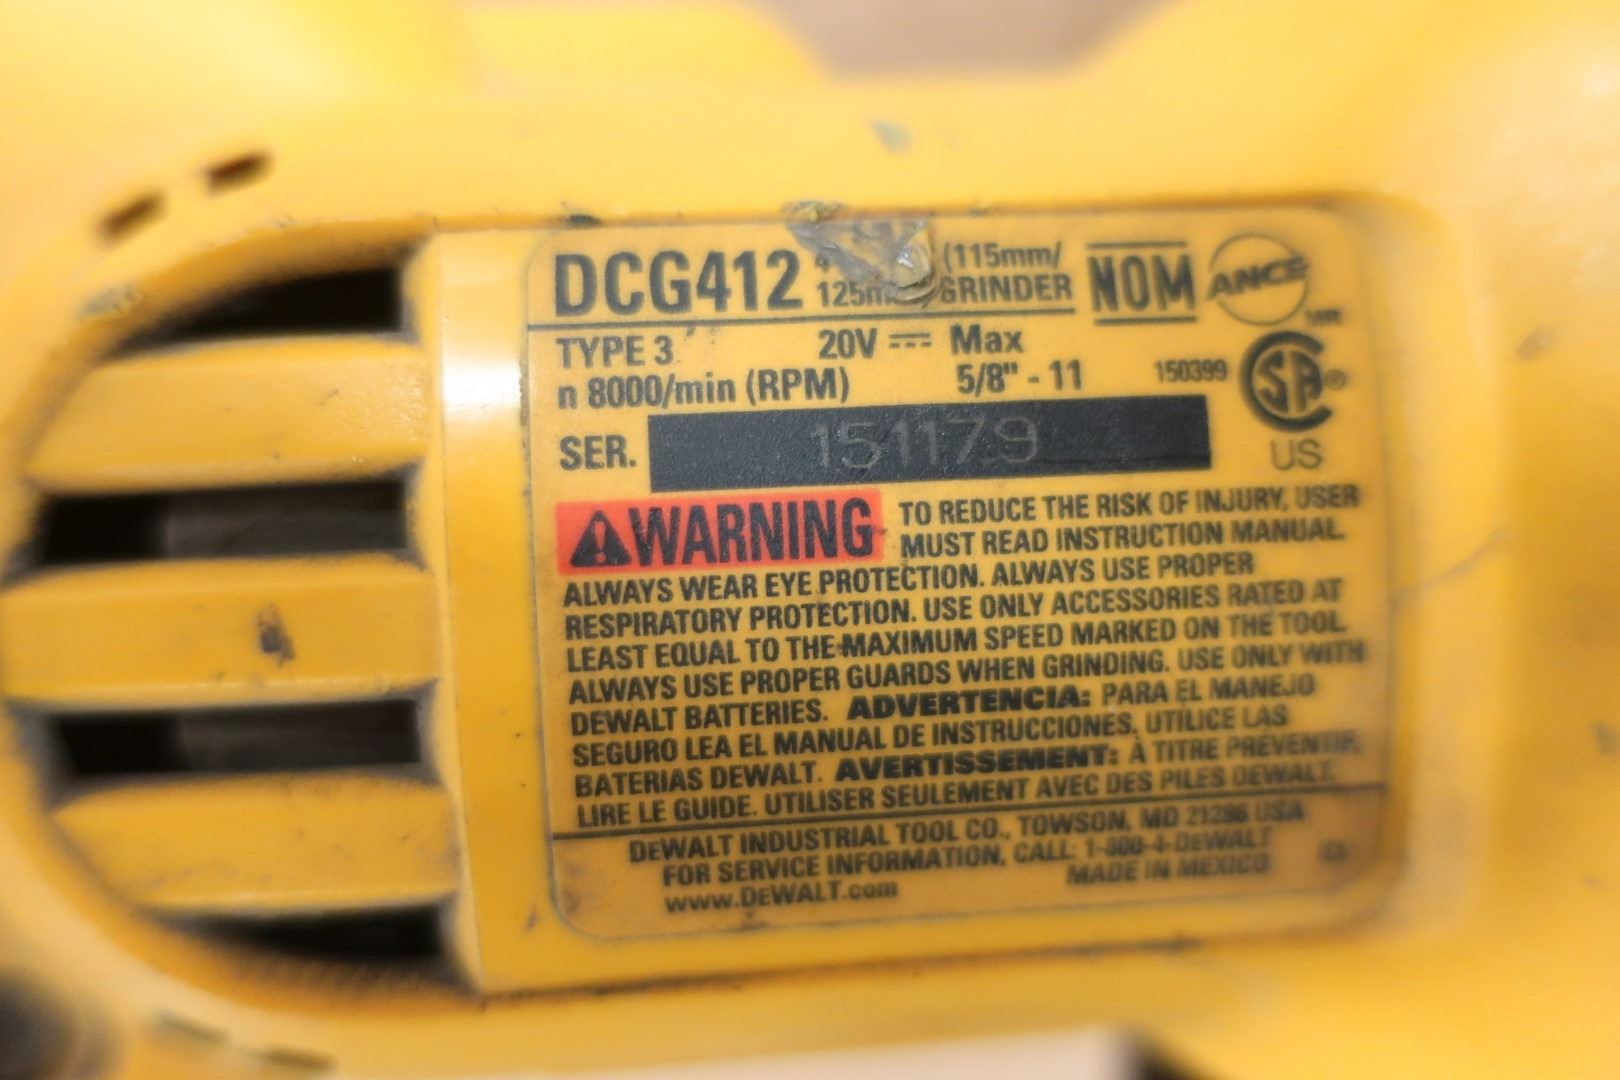 DCG412 (115mm/ NOM ANCE
GRINDER
TYPE 3 20V Max
n 8000/min (RPM) 5/8" - 11 150399 SA
SER. 151179 US
WARNING TO REDUCE THE RISK OF INJURY, USER
MUST READ INSTRUCTION MANUAL.
ALWAYS WEAR EYE PROTECTION. ALWAYS USE PROPER
RESPIRATORY PROTECTION. USE ONLY ACCESSORIES RATED AT
LEAST EQUAL TO THE MAXIMUM SPEED MARKED ON THE TOOL.
ALWAYS USE PROPER GUARDS WHEN GRINDING. USE ONLY WITH
DEWALT BATTERIES. ADVERTENCIA: PARA EL MANEJO
SEGURO LEA EL MANUAL DE INSTRUCCIONES. UTILICE LAS
BATERIAS DEWALT. AVERTISSEMENT: À TITRE PRÉVENTIF,
LIRE LE GUIDE. UTILISER SEULEMENT AVEC DES PILES DEWALT.
DEWALT INDUSTRIAL TOOL CO., TOWSON, MD 21286 USA
FOR SERVICE INFORMATION, CALL: 1-800-4-DEWALT
www.DEWALT.com MADE IN MEXICO